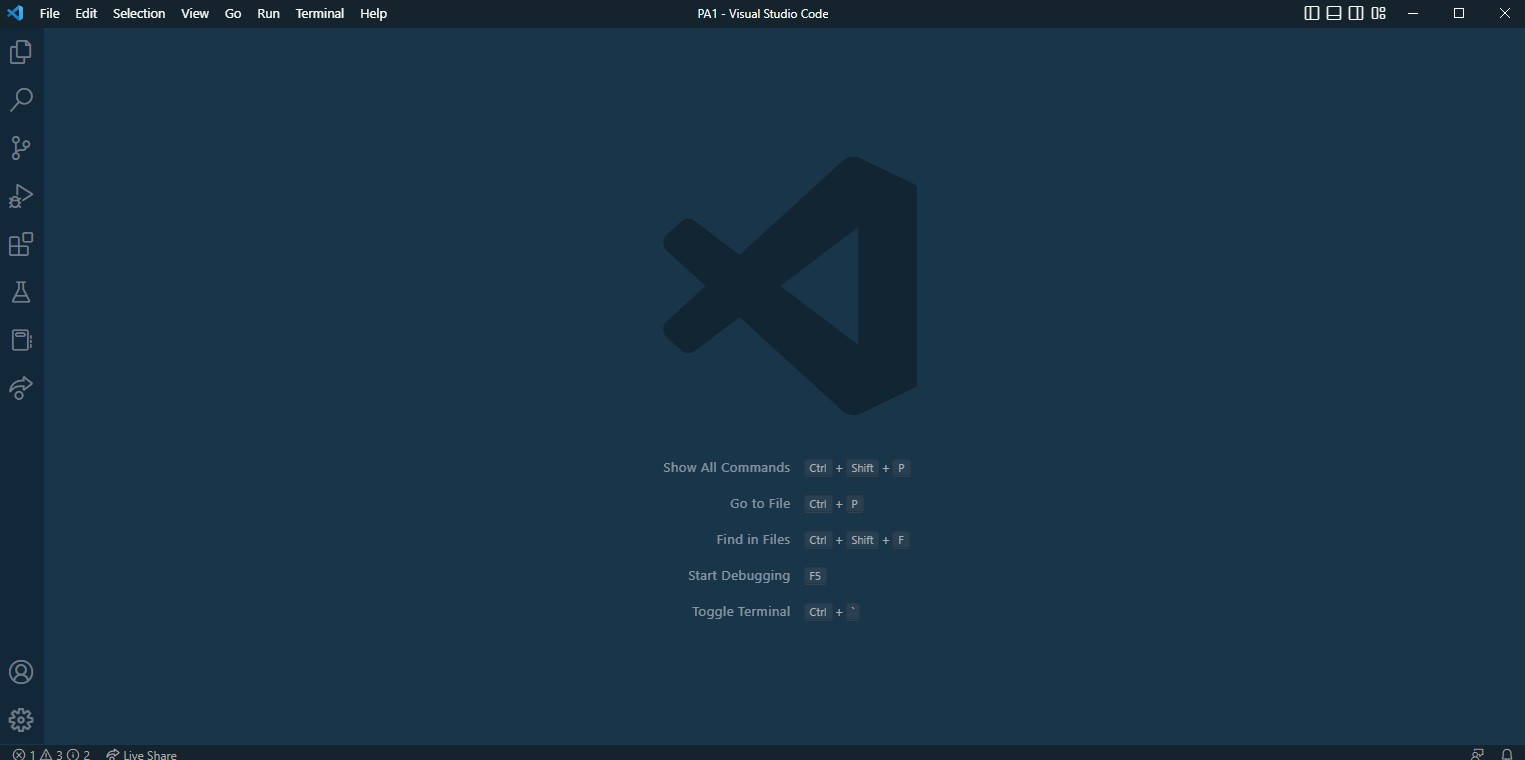 File Edit Selection View Go Run Terminal Help PA1 - Visual Studio Code
Show All Commands Ctrl + Shift + P
Go to File Ctrl + P
Find in Files Ctrl + Shift + F
Start Debugging F5
Toggle Terminal Ctrl + `
1 3 2 Live Share